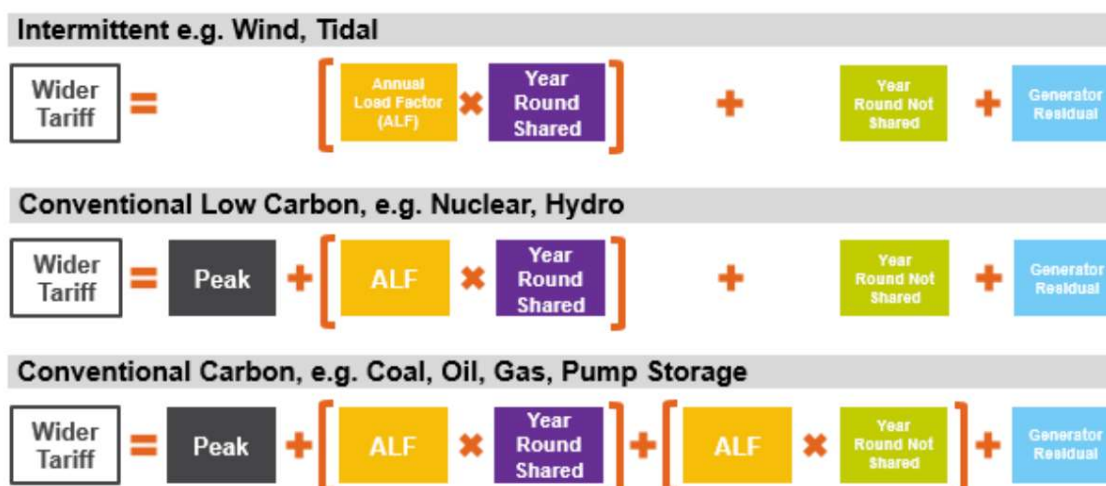 Intermittent e.g. Wind, Tidal
Wider
Tariff
=
[
Annual
Load Factor
(ALF)
×
Year
Round
Shared
]
+
Year
Round Not
Shared
+
Generator
Residual
Conventional Low Carbon, e.g. Nuclear, Hydro
Wider
Tariff
=
Peak
+
[
ALF
×
Year
Round
Shared
]
+
Year
Round Not
Shared
+
Generator
Residual
Conventional Carbon, e.g. Coal, Oil, Gas, Pump Storage
Wider
Tariff
=
Peak
+
[
ALF
×
Year
Round
Shared
]
+
[
ALF
×
Year
Round Not
Shared
]
+
Generator
Residual